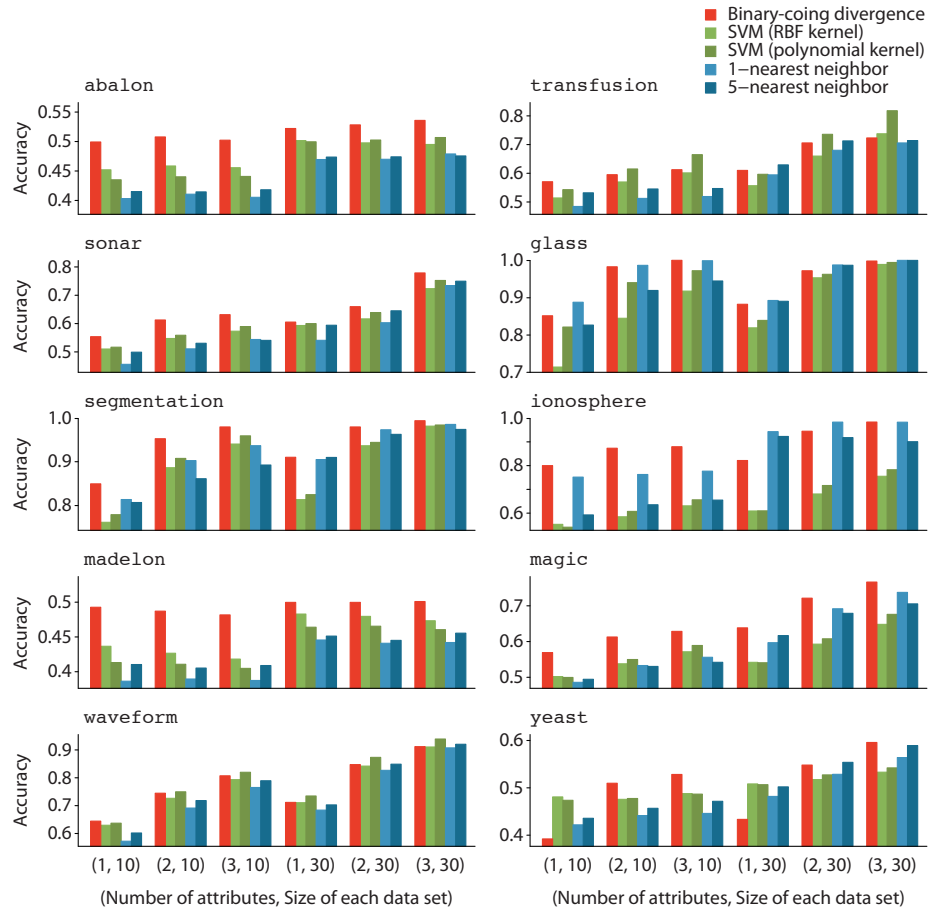 Binary-coing divergence
SVM (RBF kernel)
SVM (polynomial kernel)
1−nearest neighbor
5−nearest neighbor
abalon
Accuracy
0.55
0.5
0.45
0.4
transfusion
0.8
0.7
0.6
0.5
sonar
Accuracy
0.8
0.7
0.6
0.5
glass
1.0
0.9
0.8
0.7
segmentation
Accuracy
1.0
0.9
0.8
ionosphere
1.0
0.8
0.6
madelon
Accuracy
0.5
0.45
0.4
magic
0.7
0.6
0.5
waveform
Accuracy
0.9
0.8
0.7
0.6
yeast
0.6
0.5
0.4
(1, 10) (2, 10) (3, 10) (1, 30) (2, 30) (3, 30)
(Number of attributes, Size of each data set)
(1, 10) (2, 10) (3, 10) (1, 30) (2, 30) (3, 30)
(Number of attributes, Size of each data set)